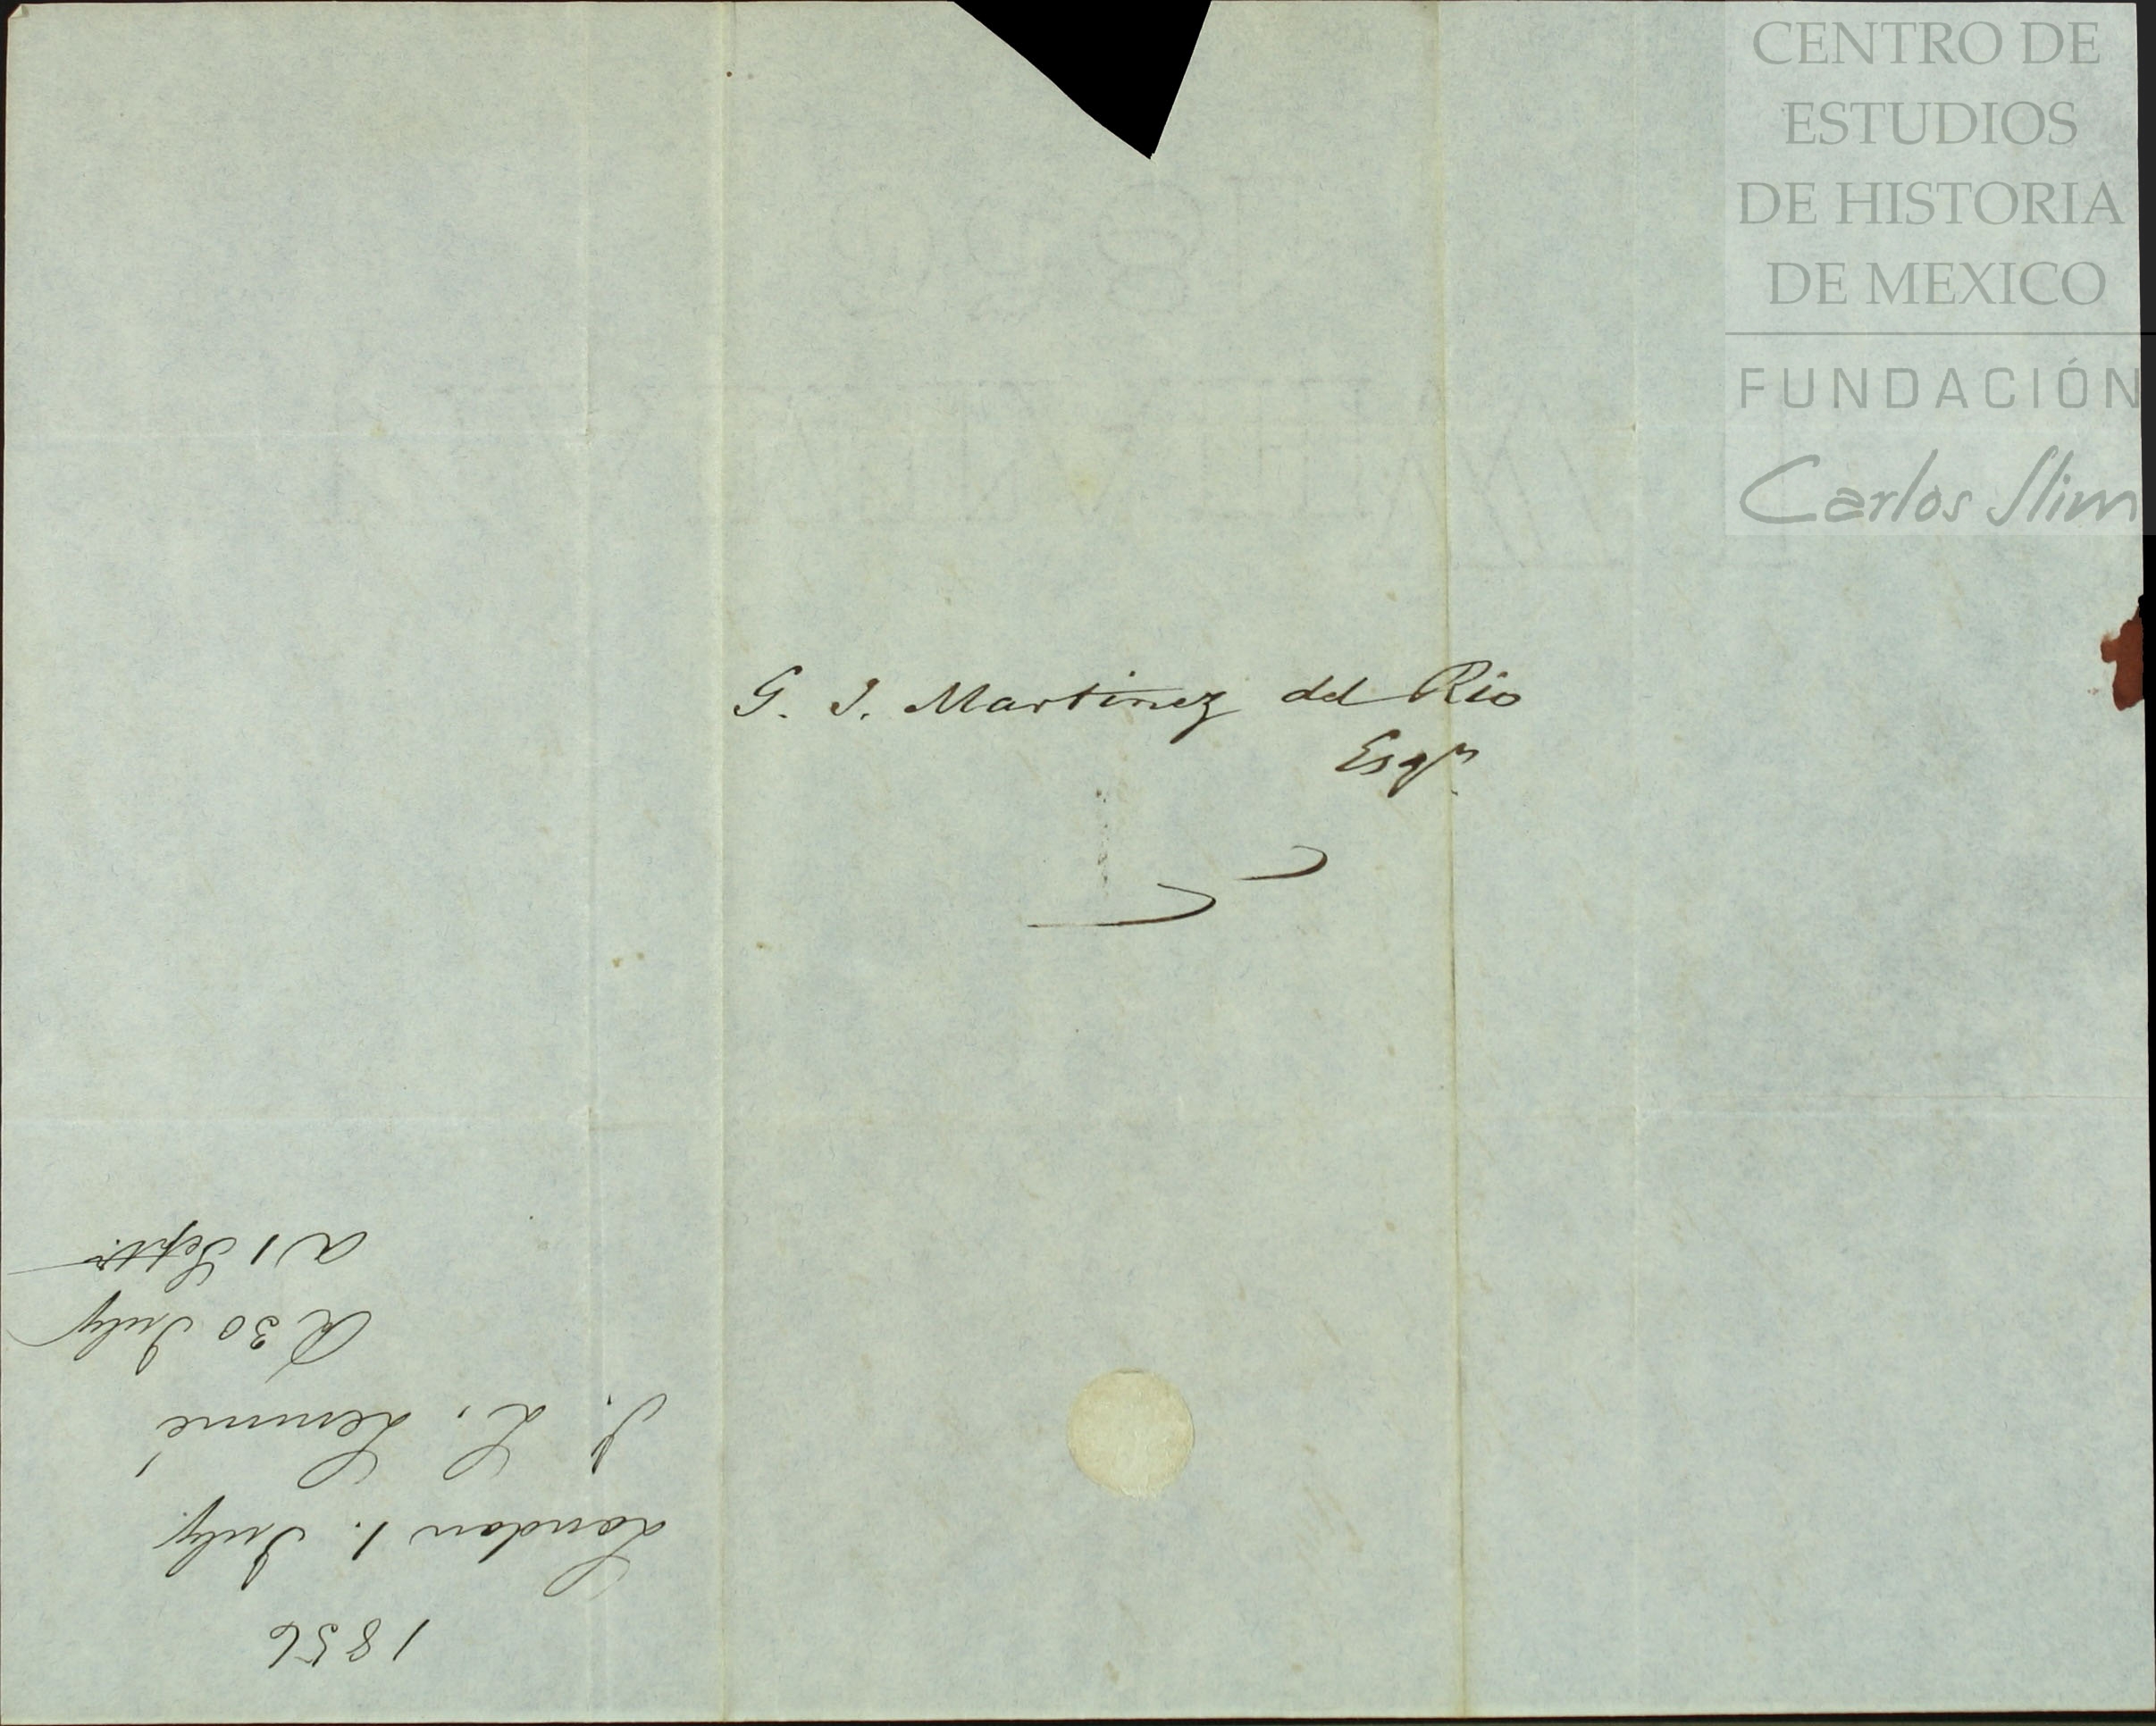 CENTRO DE
ESTUDIOS
DE HISTORIA
DE MEXICO
FUNDACIÓN
Carlos Slim
G. J. Martinez del Rio
Esqr.
1856
London 1. July.
J. L. Lemmé
R 30 July
a 1 Septr.